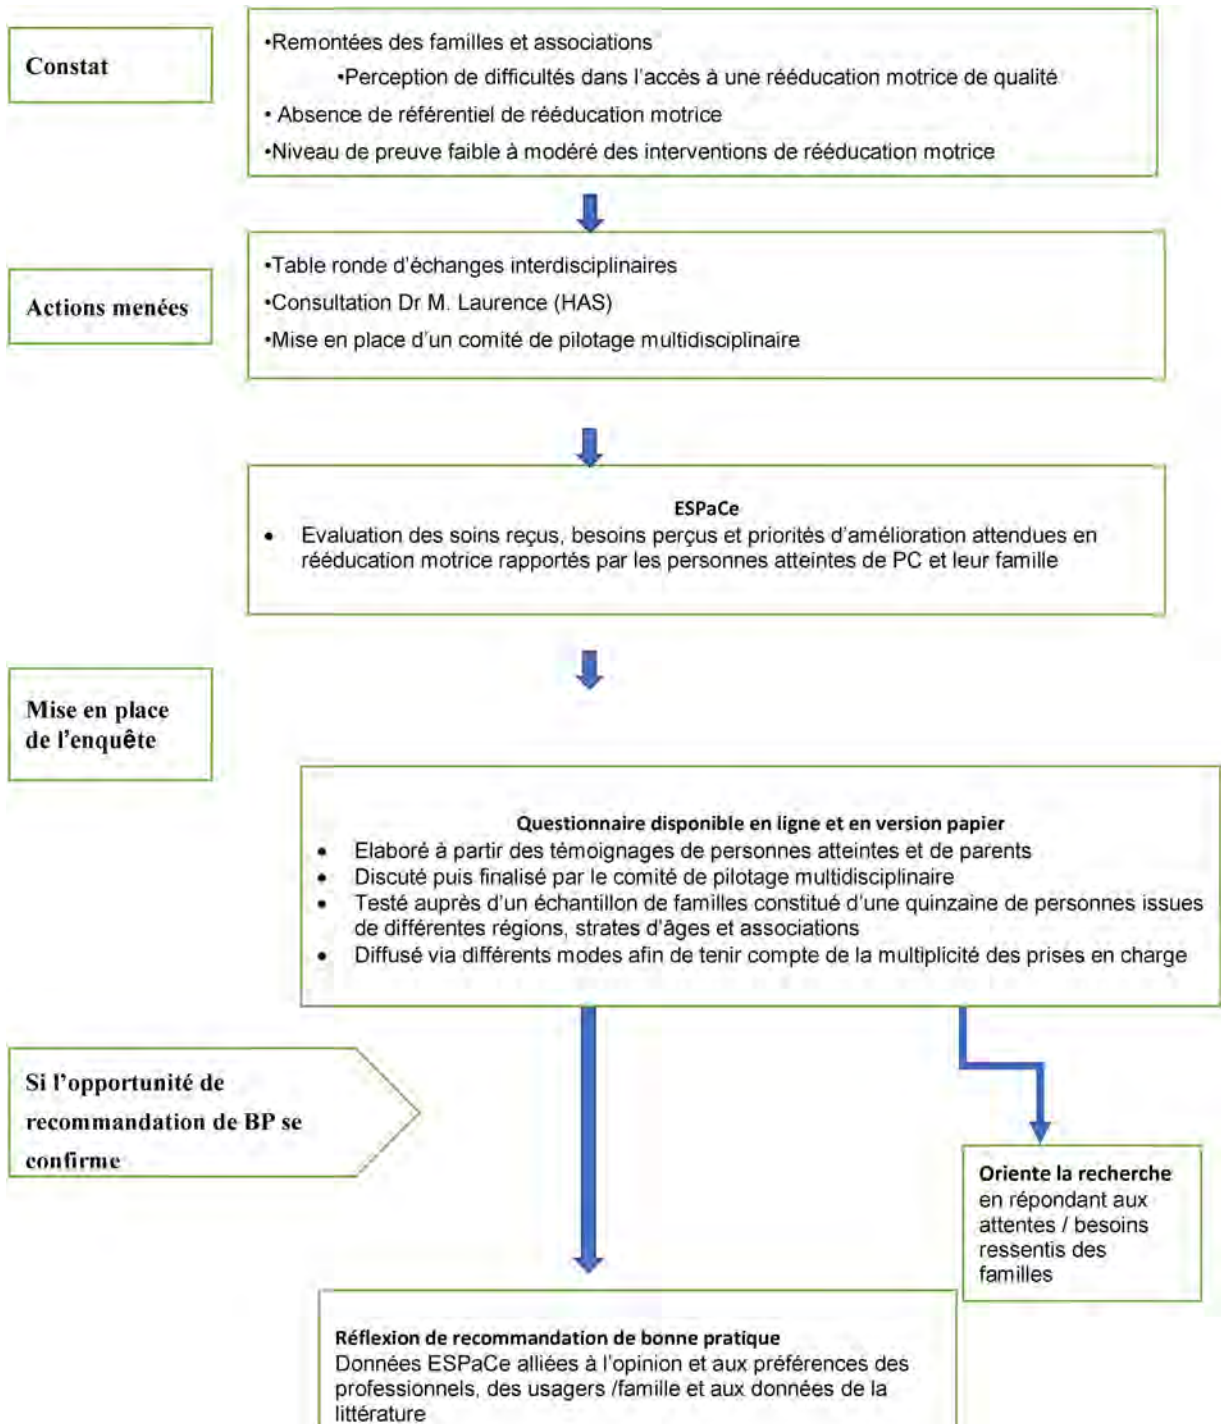 Constat
•Remontées des familles et associations
•Perception de difficultés dans l'accès à une rééducation motrice de qualité
• Absence de référentiel de rééducation motrice
•Niveau de preuve faible à modéré des interventions de rééducation motrice
Actions menées
•Table ronde d'échanges interdisciplinaires
•Consultation Dr M. Laurence (HAS)
•Mise en place d'un comité de pilotage multidisciplinaire
ESPaCe
• Evaluation des soins reçus, besoins perçus et priorités d'amélioration attendues en
rééducation motrice rapportés par les personnes atteintes de PC et leur famille
Mise en place
de l'enquête
Questionnaire disponible en ligne et en version papier
• Elaboré à partir des témoignages de personnes atteintes et de parents
• Discuté puis finalisé par le comité de pilotage multidisciplinaire
• Testé auprès d'un échantillon de familles constitué d'une quinzaine de personnes issues
de différentes régions, strates d'âges et associations
• Diffusé via différents modes afin de tenir compte de la multiplicité des prises en charge
Si l'opportunité de
recommandation de BP se
confirme
Oriente la recherche
en répondant aux
attentes / besoins
ressentis des
familles
Réflexion de recommandation de bonne pratique
Données ESPaCe alliées à l'opinion et aux préférences des
professionnels, des usagers /famille et aux données de la
littérature